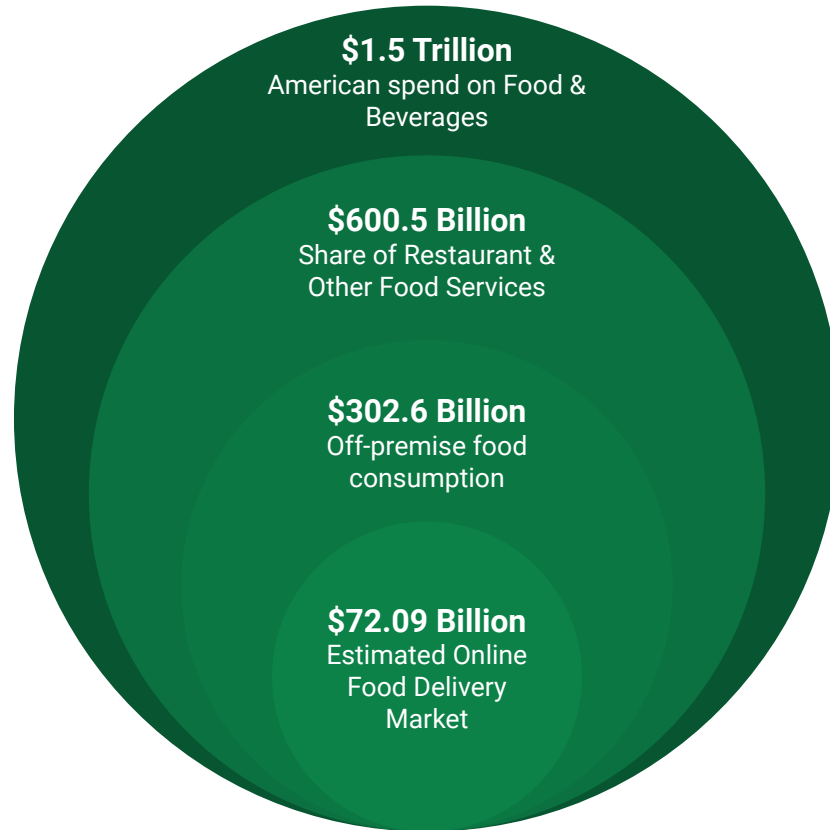 $1.5 Trillion
American spend on Food &
Beverages
$600.5 Billion
Share of Restaurant &
Other Food Services
$302.6 Billion
Off-premise food
consumption
$72.09 Billion
Estimated Online
Food Delivery
Market